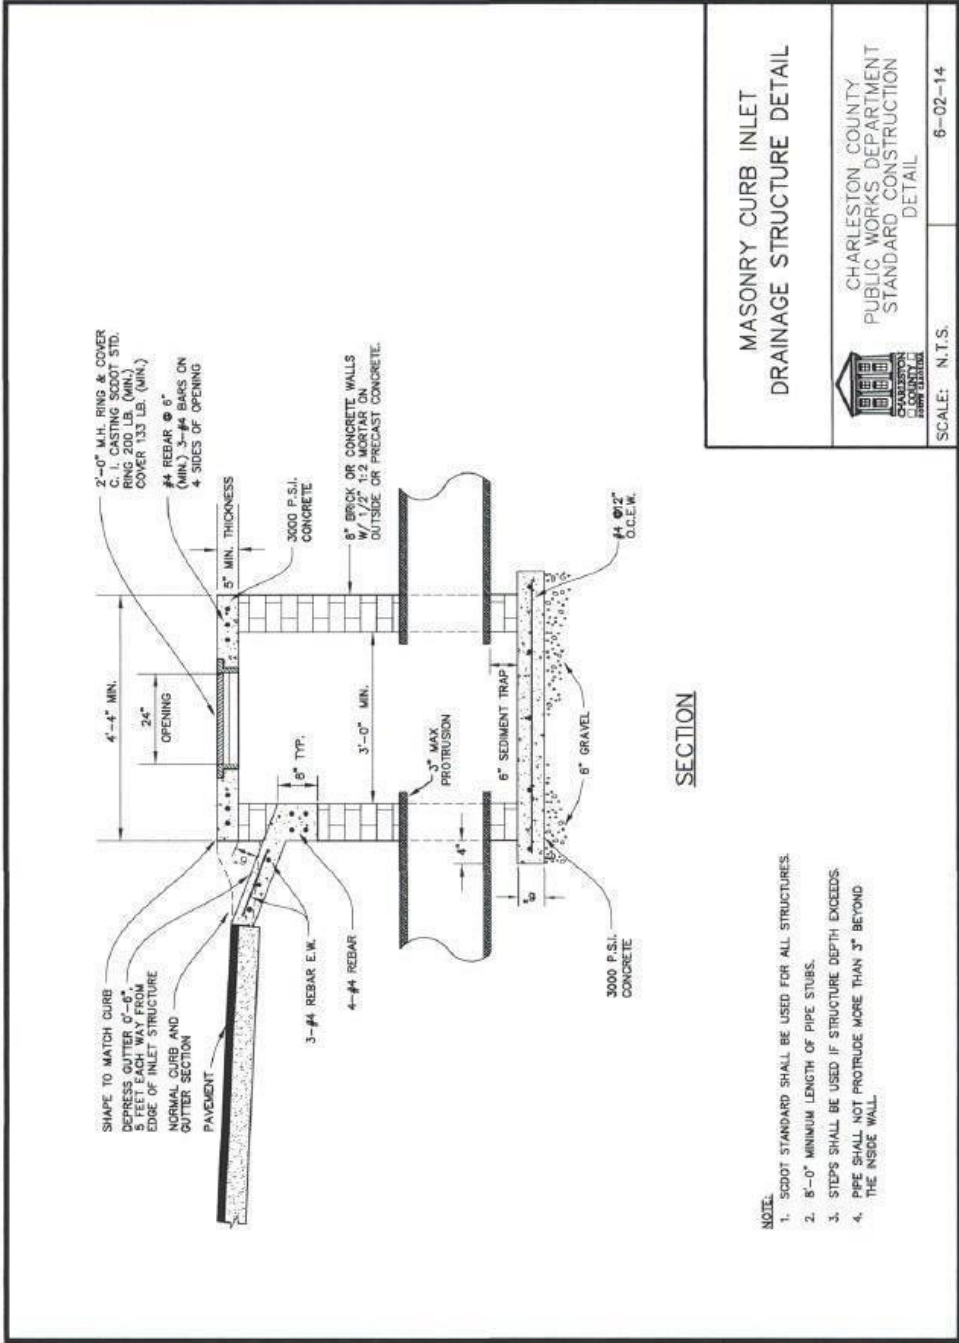 SHAPE TO MATCH CURB
DEPRESS GUTTER 0'-6",
5 FEET EACH WAY FROM
EDGE OF INLET STRUCTURE
NORMAL CURB AND
GUTTER SECTION
PAVEMENT
3-#4 REBAR E.W.
4-#4 REBAR
3000 P.S.I.
CONCRETE
4'-4" MIN.
24"
OPENING
8" TYP.
3'-0" MIN.
3" MAX
PROTRUSION
6" SEDIMENT TRAP
6" GRAVEL
4"
6"
6"
2'-0" M.H. RING & COVER
C. I. CASTING SCDOT STD.
RING 200 LB. (MIN.)
COVER 133 LB. (MIN.)
#4 REBAR @ 6"
(MIN.) 3-#4 BARS ON
4 SIDES OF OPENING
5" MIN. THICKNESS
3000 P.S.I.
CONCRETE
8" BRICK OR CONCRETE WALLS
W/ 1/2" 1:2 MORTAR ON
OUTSIDE OR PRECAST CONCRETE.
#4 @12"
O.C.E.W.
SECTION
NOTE:
1. SCDOT STANDARD SHALL BE USED FOR ALL STRUCTURES.
2. 8'-0" MINIMUM LENGTH OF PIPE STUBS.
3. STEPS SHALL BE USED IF STRUCTURE DEPTH EXCEEDS.
4. PIPE SHALL NOT PROTRUDE MORE THAN 3" BEYOND
THE INSIDE WALL.
MASONRY CURB INLET
DRAINAGE STRUCTURE DETAIL
CHARLESTON
COUNTY
SOUTH CAROLINA
CHARLESTON COUNTY
PUBLIC WORKS DEPARTMENT
STANDARD CONSTRUCTION
DETAIL
SCALE: N.T.S.
6-02-14